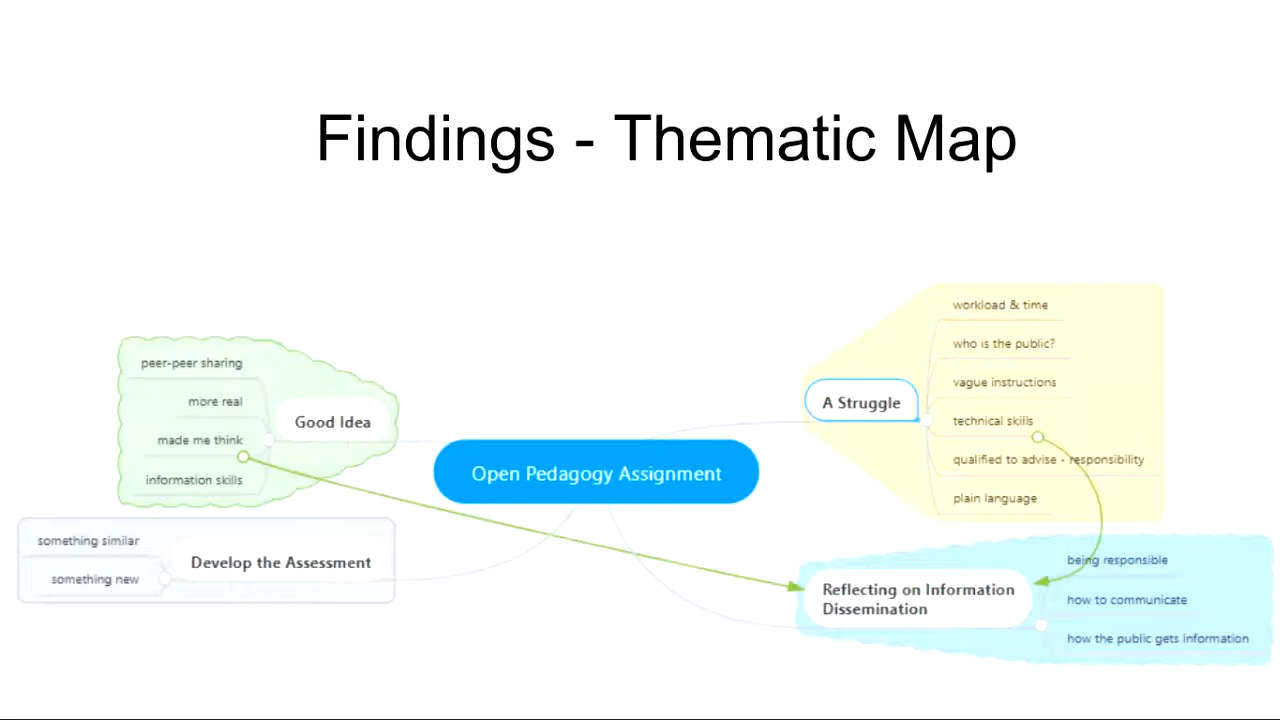 Findings - Thematic Map
peer-peer sharing
more real
made me think
information skills
Good Idea
something similar
something new
Develop the Assessment
Open Pedagogy Assignment
A Struggle
workload & time
who is the public?
vague instructions
technical skills
qualified to advise - responsibility
plain language
Reflecting on Information
Dissemination
being responsible
how to communicate
how the public gets information